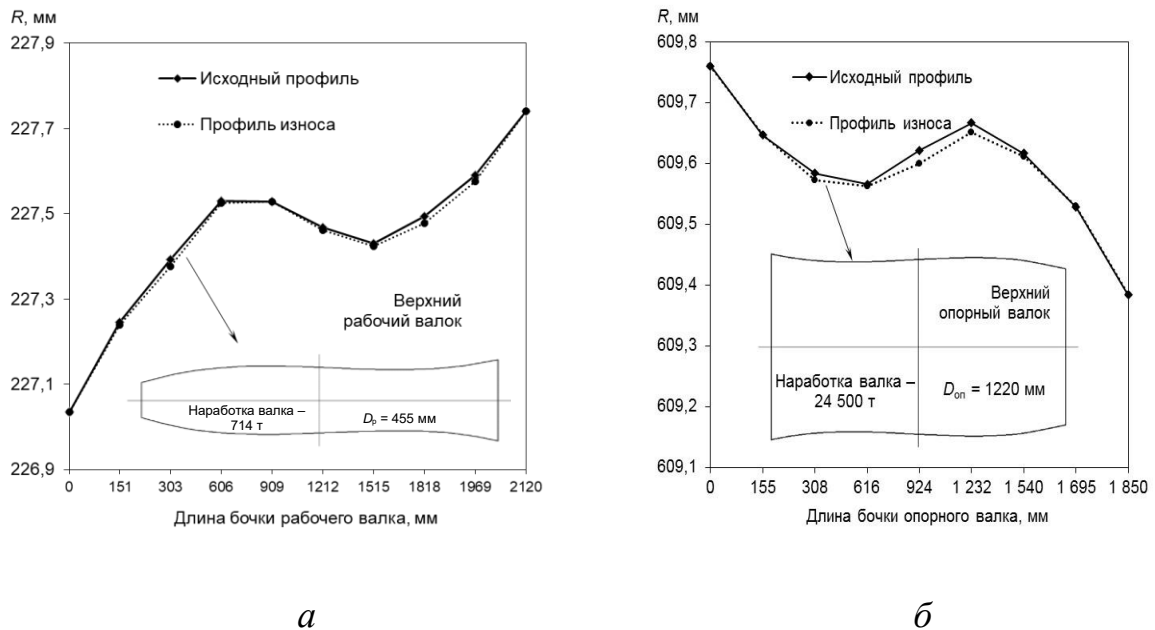 R, мм
227,9
227,7
227,5
227,3
227,1
226,9
Исходный профиль
Профиль износа
Верхний
рабочий валок
Наработка валка –
714 т
Dр = 455 мм
0 151 303 606 909 1212 1515 1818 1969 2120
Длина бочки рабочего валка, мм
а
R, мм
609,8
609,7
609,6
609,5
609,4
609,3
609,2
609,1
Исходный профиль
Профиль износа
Верхний
опорный валок
Наработка валка –
24 500 т
Dоп = 1220 мм
0 155 308 616 924 1 232 1 540 1 695 1 850
Длина бочки опорного валка, мм
б